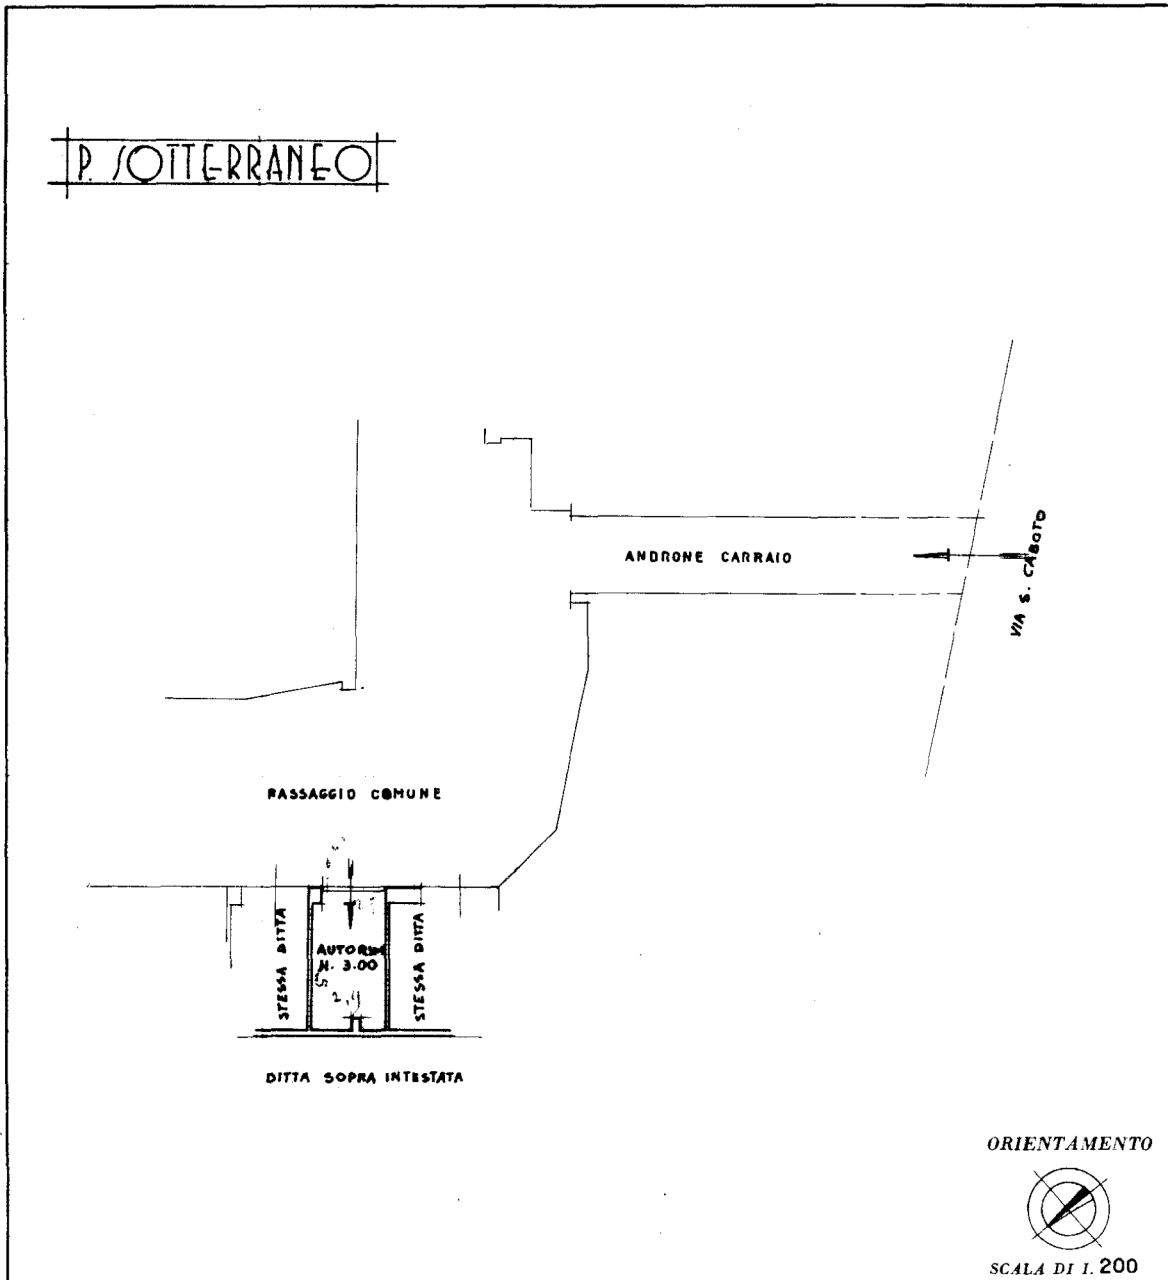 P. SOTTERRANEO
ANDRONE CARRAIO
VIA S. CABOTO
PASSAGGIO COMUNE
STESSA DITTA
AUTORIM
H. 3.00
STESSA DITTA
DITTA SOPRA INTESTATA
ORIENTAMENTO
SCALA DI 1. 200